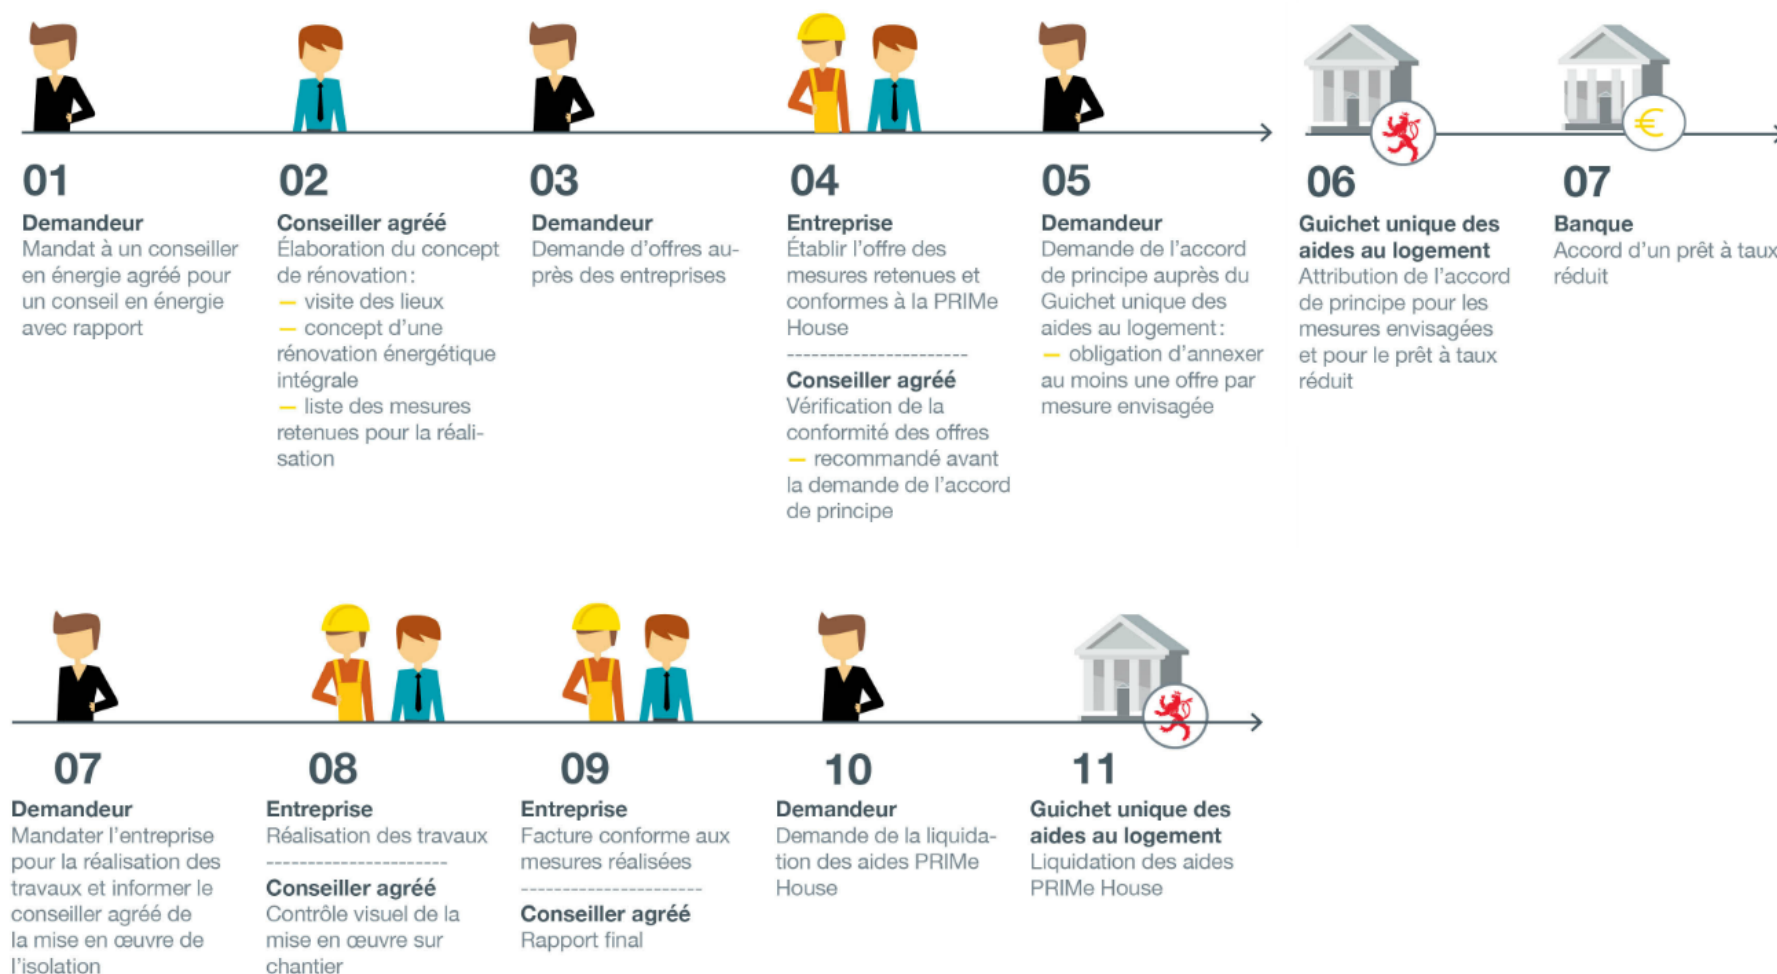 01
Demandeur
Mandat à un conseiller
en énergie agréé pour
un conseil en énergie
avec rapport
02
Conseiller agréé
Élaboration du concept
de rénovation :
— visite des lieux
— concept d'une
rénovation énergétique
intégrale
— liste des mesures
retenues pour la réali-
sation
03
Demandeur
Demande d'offres au-
près des entreprises
04
Entreprise
Établir l'offre des
mesures retenues et
conformes à la PRIMe
House
----------------------
Conseiller agréé
Vérification de la
conformité des offres
— recommandé avant
la demande de l'accord
de principe
05
Demandeur
Demande de l'accord
de principe auprès du
Guichet unique des
aides au logement :
— obligation d'annexer
au moins une offre par
mesure envisagée
06
Guichet unique des
aides au logement
Attribution de l'accord
de principe pour les
mesures envisagées
et pour le prêt à taux
réduit
€
07
Banque
Accord d'un prêt à taux
réduit
07
Demandeur
Mandater l'entreprise
pour la réalisation des
travaux et informer le
conseiller agréé de
la mise en œuvre de
l'isolation
08
Entreprise
Réalisation des travaux
----------------------
Conseiller agréé
Contrôle visuel de la
mise en œuvre sur
chantier
09
Entreprise
Facture conforme aux
mesures réalisées
----------------------
Conseiller agréé
Rapport final
10
Demandeur
Demande de la liquida-
tion des aides PRIMe
House
11
Guichet unique des
aides au logement
Liquidation des aides
PRIMe House